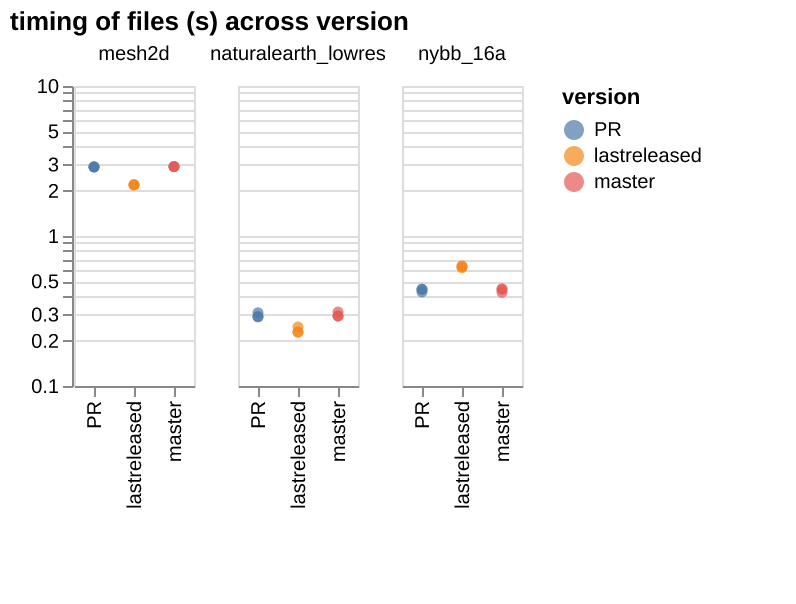 timing of files (s) across version
mesh2d naturalearth_lowres nybb_16a
10
5
3
2
1
0.5
0.3
0.2
0.1
PR lastreleased master PR lastreleased master PR lastreleased master
version
PR
lastreleased
master